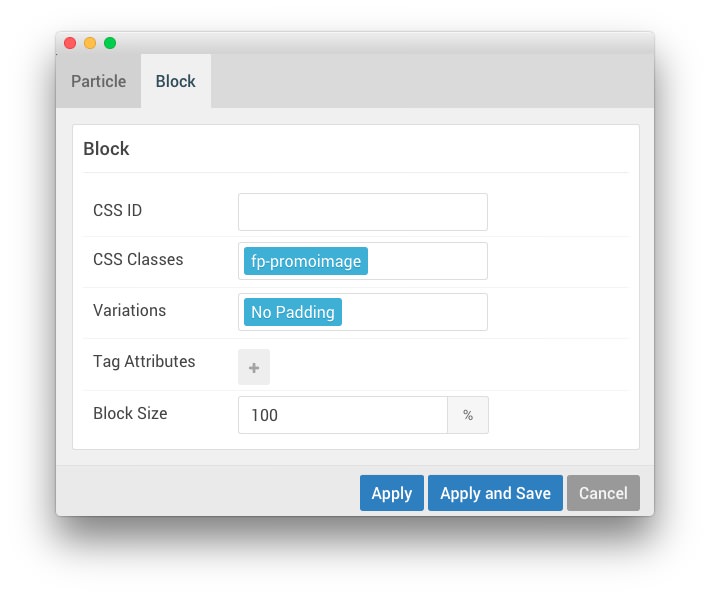 Particle Block
Block
CSS ID
CSS Classes fp-promoimage
Variations No Padding
Tag Attributes +
Block Size 100 %
Apply Apply and Save Cancel